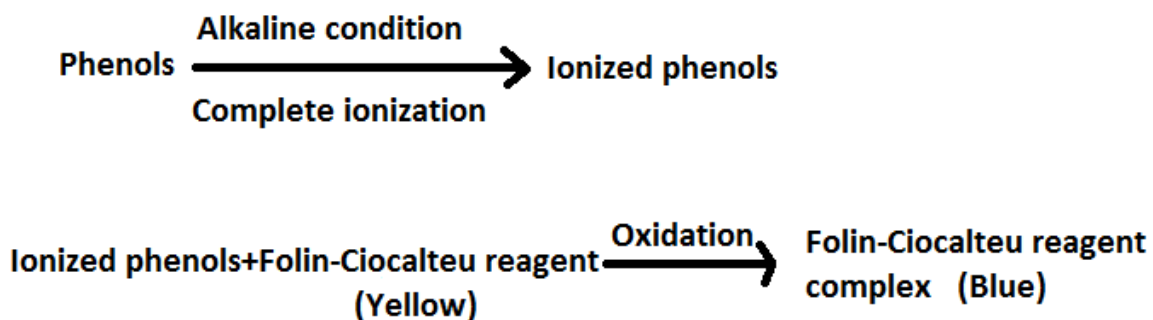 Alkaline condition
Phenols
Ionized phenols
Complete ionization
Oxidation
Ionized phenols+Folin-Ciocalteu reagent
(Yellow)
Folin-Ciocalteu reagent
complex (Blue)